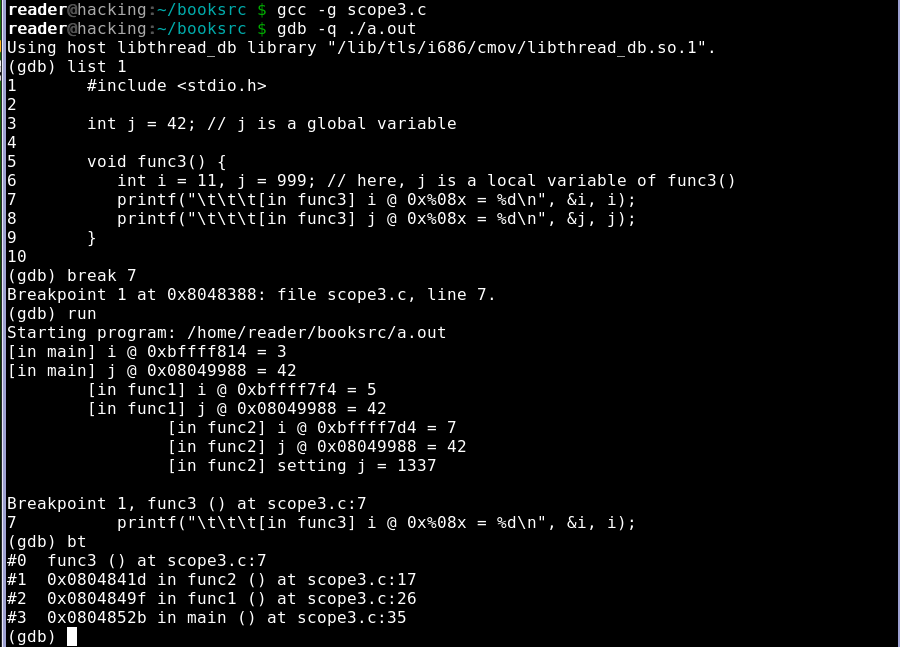 reader@hacking:~/booksrc $ gcc -g scope3.c
reader@hacking:~/booksrc $ gdb -q ./a.out
Using host libthread_db library "/lib/tls/i686/cmov/libthread_db.so.1".
(gdb) list 1
1       #include <stdio.h>
2
3       int j = 42; // j is a global variable
4
5       void func3() {
6          int i = 11, j = 999; // here, j is a local variable of func3()
7          printf("\t\t\t[in func3] i @ 0x%08x = %d\n", &i, i);
8          printf("\t\t\t[in func3] j @ 0x%08x = %d\n", &j, j);
9       }
10
(gdb) break 7
Breakpoint 1 at 0x8048388: file scope3.c, line 7.
(gdb) run
Starting program: /home/reader/booksrc/a.out
[in main] i @ 0xbffff814 = 3
[in main] j @ 0x08049988 = 42
        [in func1] i @ 0xbffff7f4 = 5
        [in func1] j @ 0x08049988 = 42
                [in func2] i @ 0xbffff7d4 = 7
                [in func2] j @ 0x08049988 = 42
                [in func2] setting j = 1337

Breakpoint 1, func3 () at scope3.c:7
7          printf("\t\t\t[in func3] i @ 0x%08x = %d\n", &i, i);
(gdb) bt
#0  func3 () at scope3.c:7
#1  0x0804841d in func2 () at scope3.c:17
#2  0x0804849f in func1 () at scope3.c:26
#3  0x0804852b in main () at scope3.c:35
(gdb)